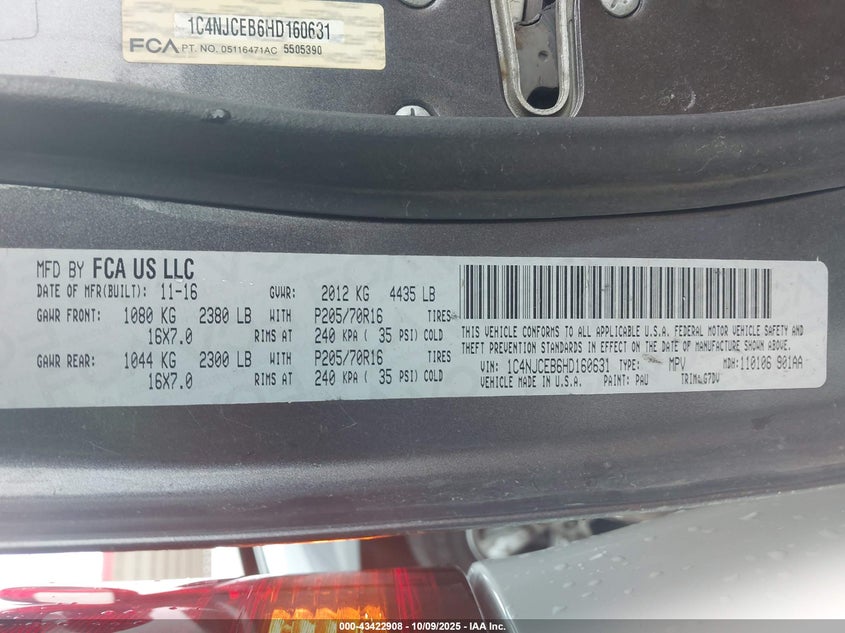 1C4NJCEB6HD160631
FCA PT. NO. 05116471AC 5505390
MFD BY FCA US LLC
DATE OF MFR(BUILT): 11-16 GVWR: 2012 KG 4435 LB
GAWR FRONT: 1080 KG 2380 LB WITH P205/70R16 TIRES
16X7.0 RIMS AT 240 KPA ( 35 PSI) COLD
GAWR REAR: 1044 KG 2300 LB WITH P205/70R16 TIRES
16X7.0 RIMS AT 240 KPA ( 35 PSI) COLD
THIS VEHICLE CONFORMS TO ALL APPLICABLE U.S.A. FEDERAL MOTOR VEHICLE SAFETY AND
THEFT PREVENTION STANDARDS IN EFFECT ON THE DATE OF MANUFACTURE SHOWN ABOVE.
VIN: 1C4NJCEB6HD160631 TYPE: MPV MDH: 110106 901AA
VEHICLE MADE IN U.S.A. PAINT: PAU TRIM: G7DV
000-43422908 - 10/09/2025 - IAA Inc.